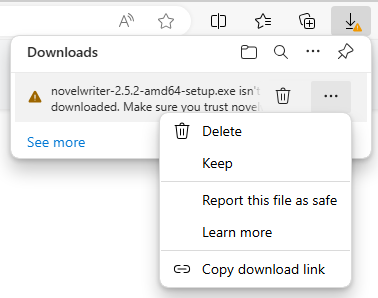 Downloads
novelwriter-2.5.2-amd64-setup.exe isn't
downloaded. Make sure you trust
See more
Delete
Keep
Report this file as safe
Learn more
Copy download link